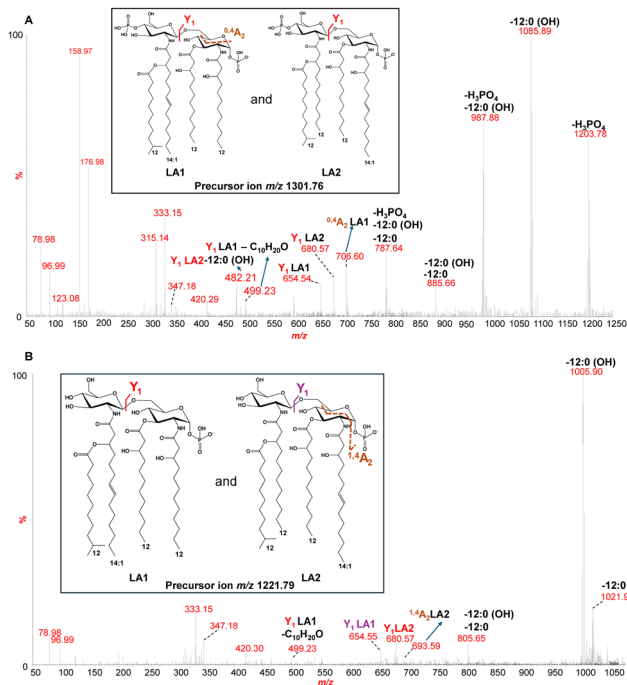 A
100
158.97
176.98
Y1
0,4A2
Y1
and
12
14:1
12
12
LA1
12
12
14:1
LA2
Precursor ion m/z 1301.76
-12:0 (OH)
1085.89
-H3PO4
-12:0 (OH)
987.88
-H3PO4
1203.78
%
78.98
96.99
123.08
333.15
315.14
347.18
420.29
Y1 LA1 – C10H20O
Y1 LA2-12:0 (OH)
482.21
499.23
Y1 LA2
680.57
Y1 LA1
654.54
0,4A2 LA1
706.60
-H3PO4
-12:0 (OH)
-12:0
787.64
-12:0 (OH)
-12:0
885.66
0
50 100 150 200 250 300 350 400 450 500 550 600 650 700 750 800 850 900 950 1000 1050 1100 1150 1200 1250
m/z
B
100
-12:0 (OH)
1005.90
Y1
Y1
1,4A2
and
12
14:1
12
12
LA1
12
12
12
14:1
LA2
Precursor ion m/z 1221.79
%
-12:0
1021.9
78.98
96.99
333.15
347.18
420.30
Y1 LA1
-C10H20O
499.23
Y1 LA1
654.55
Y1LA2
680.57
1,4A2LA2
693.59
-12:0 (OH)
-12:0
805.65
0
50 100 150 200 250 300 350 400 450 500 550 600 650 700 750 800 850 900 950 1000 1050
m/z